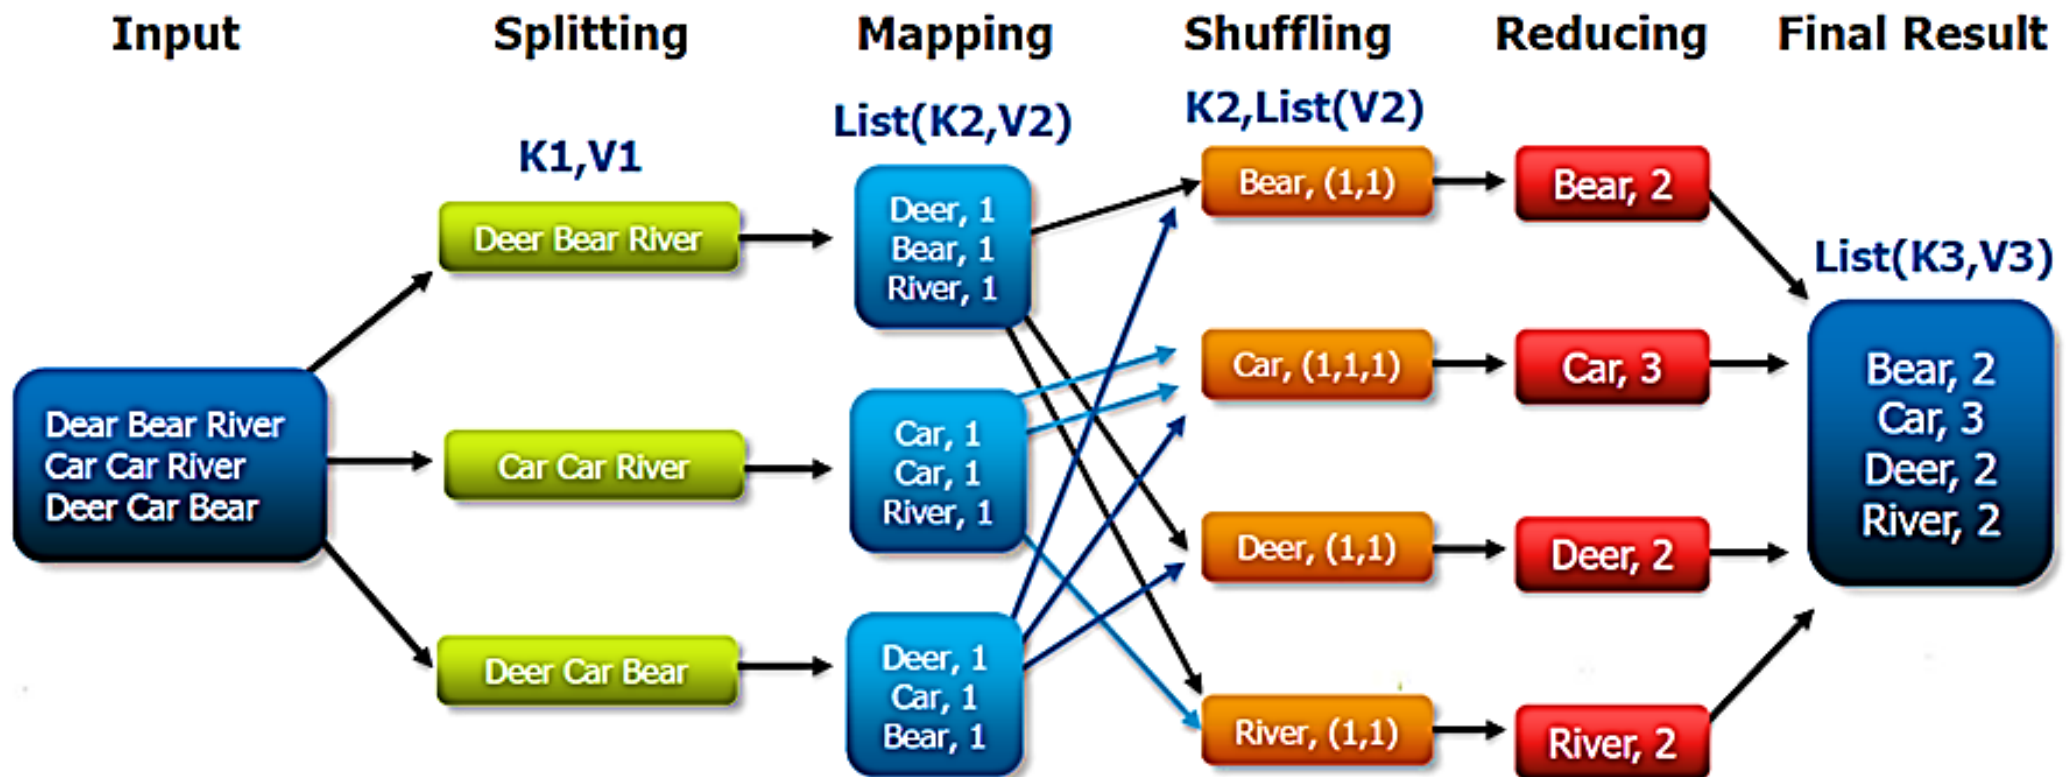 Input
Splitting
Mapping
Shuffling
Reducing
Final Result
K1,V1
List(K2,V2)
K2,List(V2)
List(K3,V3)
Dear Bear River
Car Car River
Deer Car Bear
Deer Bear River
Car Car River
Deer Car Bear
Deer, 1
Bear, 1
River, 1
Car, 1
Car, 1
River, 1
Deer, 1
Car, 1
Bear, 1
Bear, (1,1)
Car, (1,1,1)
Deer, (1,1)
River, (1,1)
Bear, 2
Car, 3
Deer, 2
River, 2
Bear, 2
Car, 3
Deer, 2
River, 2